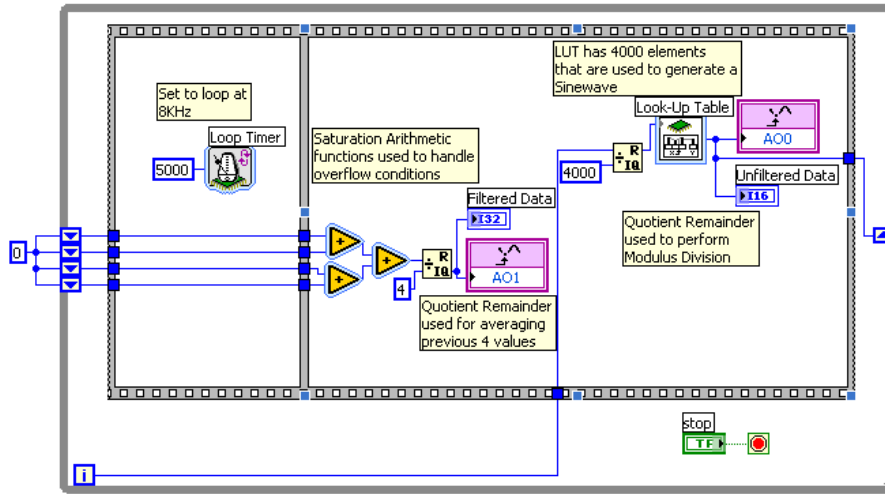 LUT has 4000 elements
that are used to generate a
Sinewave
Set to loop at
8KHz
Look-Up Table
Loop Timer
Saturation Arithmetic
functions used to handle
overflow conditions
AO0
5000
4000
R
IQ
Unfiltered Data
I16
Filtered Data
I32
Quotient Remainder
used to perform
Modulus Division
0
R
IQ
AO1
4
Quotient Remainder
used for averaging
previous 4 values
stop
TF
i